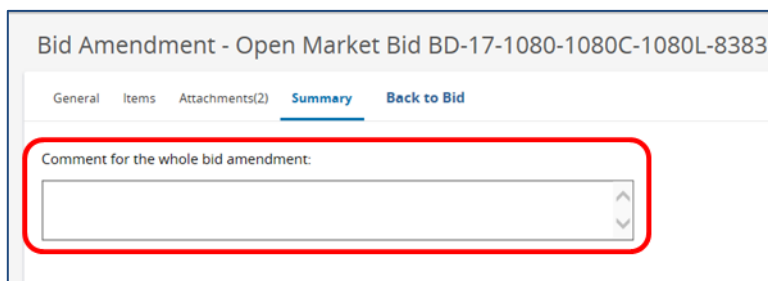 Bid Amendment - Open Market Bid BD-17-1080-1080C-1080L-8383
General Items Attachments(2) Summary Back to Bid
Comment for the whole bid amendment: